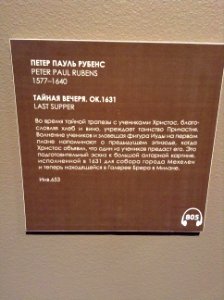 ПЕТЕР ПАУЛЬ РУБЕНС
PETER PAUL RUBENS
1577–1640
ТАЙНАЯ ВЕЧЕРЯ. ОК.1631
LAST SUPPER
Во время тайной трапезы с учениками Христос, благо-
словляя хлеб и вино, учреждает таинство Причастия.
Волнение учеников и зловещая фигура Иуды на первом
плане напоминают о предыдущем эпизоде, когда
Христос объявил, что один из учеников предаст его. Это
подготовительный эскиз к большой алтарной картине,
исполненной в 1631 для собора города Мехелен
и теперь находящейся в Галерее Брера в Милане.
Инв.653
805